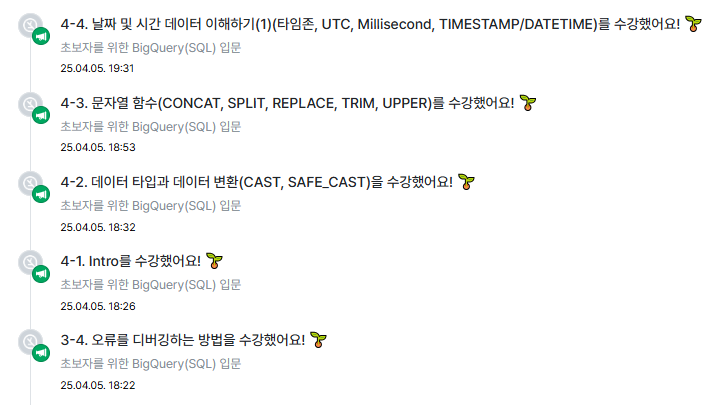 4-4. 날짜 및 시간 데이터 이해하기(1)(타임존, UTC, Millisecond, TIMESTAMP/DATETIME)를 수강했어요! 🌱
초보자를 위한 BigQuery(SQL) 입문
25.04.05. 19:31
4-3. 문자열 함수(CONCAT, SPLIT, REPLACE, TRIM, UPPER)를 수강했어요! 🌱
초보자를 위한 BigQuery(SQL) 입문
25.04.05. 18:53
4-2. 데이터 타입과 데이터 변환(CAST, SAFE_CAST)을 수강했어요! 🌱
초보자를 위한 BigQuery(SQL) 입문
25.04.05. 18:32
4-1. Intro를 수강했어요! 🌱
초보자를 위한 BigQuery(SQL) 입문
25.04.05. 18:26
3-4. 오류를 디버깅하는 방법을 수강했어요! 🌱
초보자를 위한 BigQuery(SQL) 입문
25.04.05. 18:22